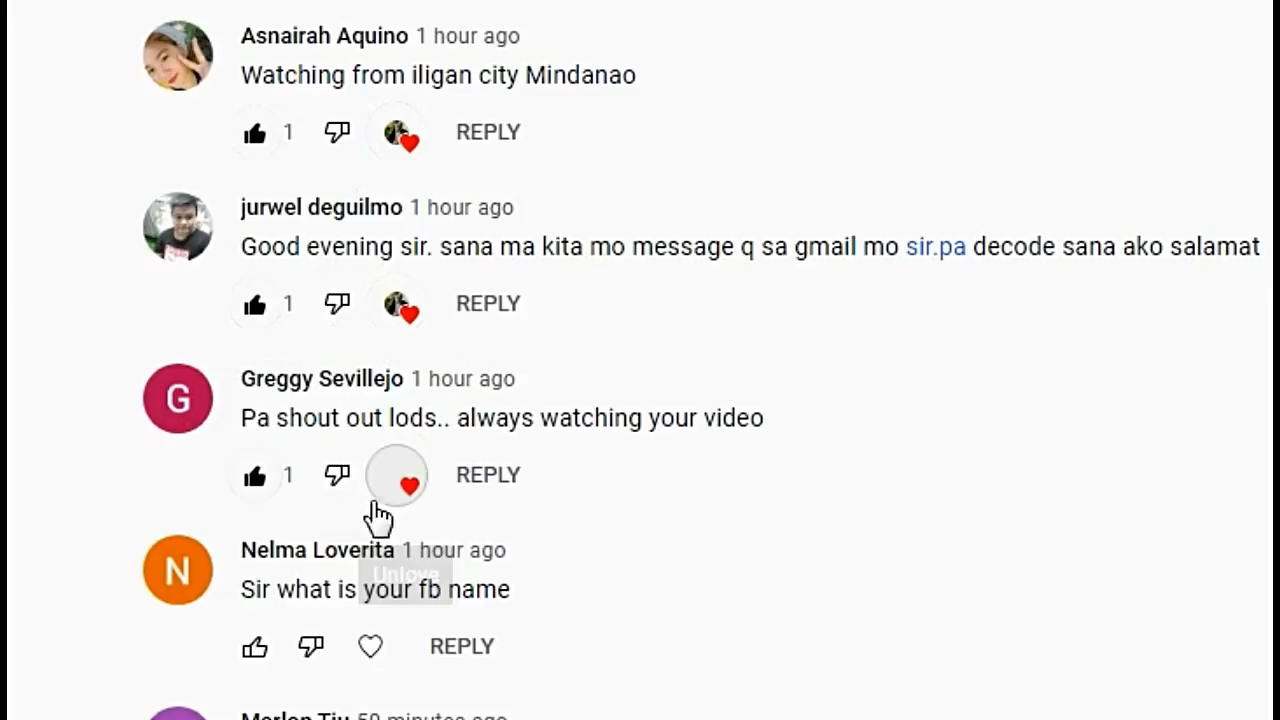 Asnairah Aquino 1 hour ago
Watching from iligan city Mindanao
1 REPLY
jurwel deguilmo 1 hour ago
Good evening sir. sana ma kita mo message q sa gmail mo sir.pa decode sana ako salamat
1 REPLY
G
Greggy Sevillejo 1 hour ago
Pa shout out lods.. always watching your video
1 REPLY
N
Nelma Loverita 1 hour ago
Unlove
Sir what is your fb name
REPLY
Marlon Tiu 59 minutes ago